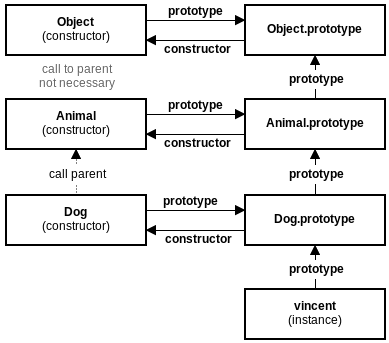 Object
(constructor)
prototype
constructor
Object.prototype
call to parent
not necessary
prototype
Animal
(constructor)
prototype
constructor
Animal.prototype
call parent
prototype
Dog
(constructor)
prototype
constructor
Dog.prototype
prototype
vincent
(instance)